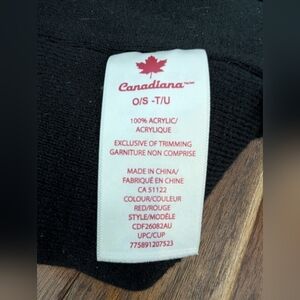 Canadiana™
O/S -T/U
100% ACRYLIC/
ACRYLIQUE
EXCLUSIVE OF TRIMMING
GARNITURE NON COMPRISE
MADE IN CHINA/
FABRIQUÉ EN CHINE
CA 51122
COLOUR/COULEUR
RED/ROUGE
STYLE/MODÈLE
CDF26082AU
UPC/CUP
775891207523